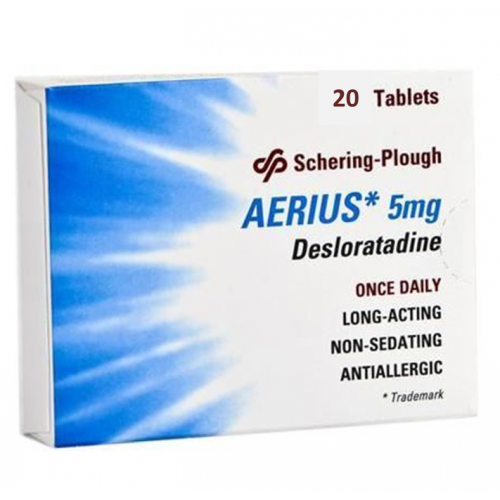 20 Tablets
Schering-Plough
AERIUS* 5mg
Desloratadine
ONCE DAILY
LONG-ACTING
NON-SEDATING
ANTIALLERGIC
* Trademark